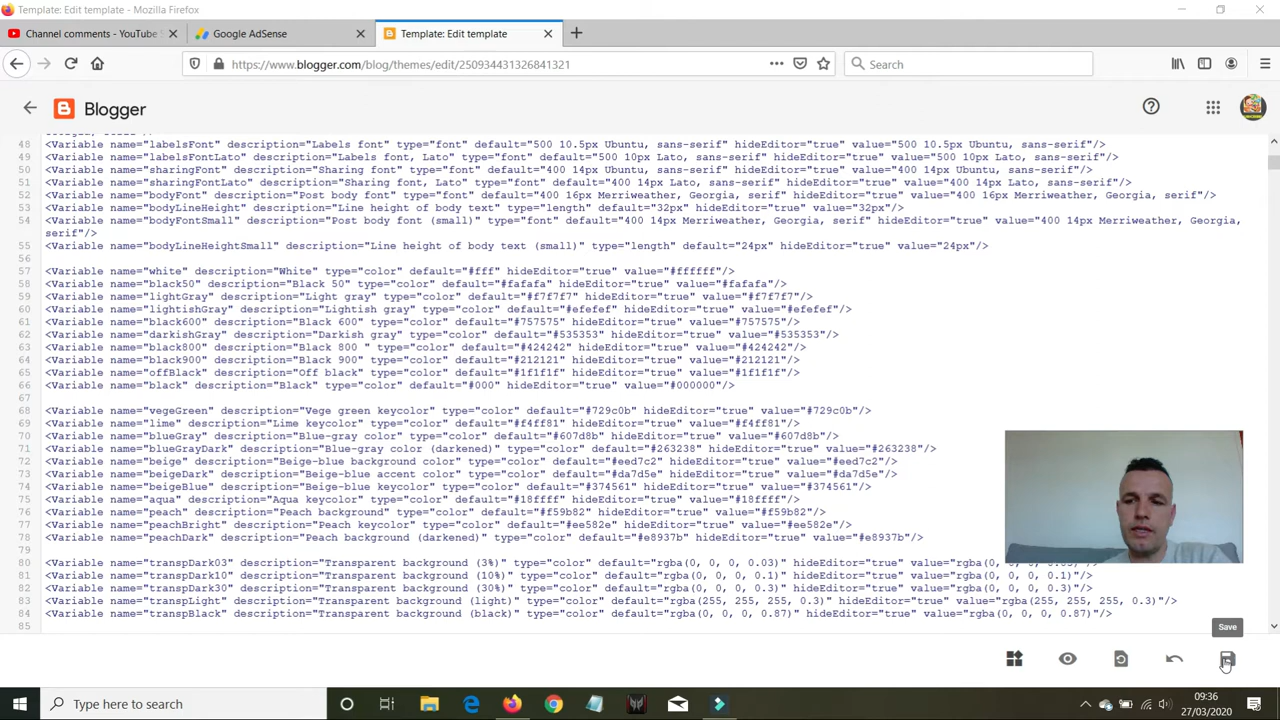 Template: Edit template - Mozilla Firefox
Channel comments - YouTube S
Google AdSense
Template: Edit template
https://www.blogger.com/blog/themes/edit/250934431326841321
Search
Blogger
48 <Variable name="labelsFont" description="Labels font" type="font" default="500 10.5px Ubuntu, sans-serif" hideEditor="true" value="500 10.5px Ubuntu, sans-serif"/>
49 <Variable name="labelsFontLato" description="Labels font, Lato" type="font" default="500 10px Lato, sans-serif" hideEditor="true" value="500 10px Lato, sans-serif"/>
50 <Variable name="sharingFont" description="Sharing font" type="font" default="400 14px Ubuntu, sans-serif" hideEditor="true" value="400 14px Ubuntu, sans-serif"/>
51 <Variable name="sharingFontLato" description="Sharing font, Lato" type="font" default="400 14px Lato, sans-serif" hideEditor="true" value="400 14px Lato, sans-serif"/>
52 <Variable name="bodyFont" description="Post body font" type="font" default="400 16px Merriweather, Georgia, serif" hideEditor="true" value="400 16px Merriweather, Georgia, serif"/>
53 <Variable name="bodyLineHeight" description="Line height of body text" type="length" default="32px" hideEditor="true" value="32px"/>
54 <Variable name="bodyFontSmall" description="Post body font (small)" type="font" default="400 14px Merriweather, Georgia, serif" hideEditor="true" value="400 14px Merriweather, Georgia,
serif"/>
55 <Variable name="bodyLineHeightSmall" description="Line height of body text (small)" type="length" default="24px" hideEditor="true" value="24px"/>
56
57 <Variable name="white" description="White" type="color" default="#fff" hideEditor="true" value="#ffffff"/>
58 <Variable name="black50" description="Black 50" type="color" default="#fafafa" hideEditor="true" value="#fafafa"/>
59 <Variable name="lightGray" description="Light gray" type="color" default="#f7f7f7" hideEditor="true" value="#f7f7f7"/>
60 <Variable name="lightishGray" description="Lightish gray" type="color" default="#efefef" hideEditor="true" value="#efefef"/>
61 <Variable name="black600" description="Black 600" type="color" default="#757575" hideEditor="true" value="#757575"/>
62 <Variable name="darkishGray" description="Darkish gray" type="color" default="#535353" hideEditor="true" value="#535353"/>
63 <Variable name="black800" description="Black 800 " type="color" default="#424242" hideEditor="true" value="#424242"/>
64 <Variable name="black900" description="Black 900" type="color" default="#212121" hideEditor="true" value="#212121"/>
65 <Variable name="offBlack" description="Off black" type="color" default="#1f1f1f" hideEditor="true" value="#1f1f1f"/>
66 <Variable name="black" description="Black" type="color" default="#000" hideEditor="true" value="#000000"/>
67
68 <Variable name="vegeGreen" description="Vege green keycolor" type="color" default="#729c0b" hideEditor="true" value="#729c0b"/>
69 <Variable name="lime" description="Lime keycolor" type="color" default="#f4ff81" hideEditor="true" value="#f4ff81"/>
70 <Variable name="blueGray" description="Blue-gray color" type="color" default="#607d8b" hideEditor="true" value="#607d8b"/>
71 <Variable name="blueGrayDark" description="Blue-gray color (darkened)" type="color" default="#263238" hideEditor="true" value="#263238"/>
72 <Variable name="beige" description="Beige-blue background color" type="color" default="#eed7c2" hideEditor="true" value="#eed7c2"/>
73 <Variable name="beigeDark" description="Beige-blue accent color" type="color" default="#da7d5e" hideEditor="true" value="#da7d5e"/>
74 <Variable name="beigeBlue" description="Beige-blue keycolor" type="color" default="#374561" hideEditor="true" value="#374561"/>
75 <Variable name="aqua" description="Aqua keycolor" type="color" default="#18ffff" hideEditor="true" value="#18ffff"/>
76 <Variable name="peach" description="Peach background" type="color" default="#f59b82" hideEditor="true" value="#f59b82"/>
77 <Variable name="peachBright" description="Peach keycolor" type="color" default="#ee582e" hideEditor="true" value="#ee582e"/>
78 <Variable name="peachDark" description="Peach background (darkened)" type="color" default="#e8937b" hideEditor="true" value="#e8937b"/>
79
80 <Variable name="transpDark03" description="Transparent background (3%)" type="color" default="rgba(0, 0, 0, 0.03)" hideEditor="true" value="rgba(0, 0, 0,
81 <Variable name="transpDark10" description="Transparent background (10%)" type="color" default="rgba(0, 0, 0, 0.1)" hideEditor="true" value="rgba(0, 0, 0, 0.1)"/>
82 <Variable name="transpDark30" description="Transparent background (30%)" type="color" default="rgba(0, 0, 0, 0.3)" hideEditor="true" value="rgba(0, 0, 0, 0.3)"/>
83 <Variable name="transpLight" description="Transparent background (light)" type="color" default="rgba(255, 255, 255, 0.3)" hideEditor="true" value="rgba(255, 255, 255, 0.3)"/>
84 <Variable name="transpBlack" description="Transparent background (black)" type="color" default="rgba(0, 0, 0, 0.87)" hideEditor="true" value="rgba(0, 0, 0, 0.87)"/>
85
Save
Type here to search
09:36
27/03/2020